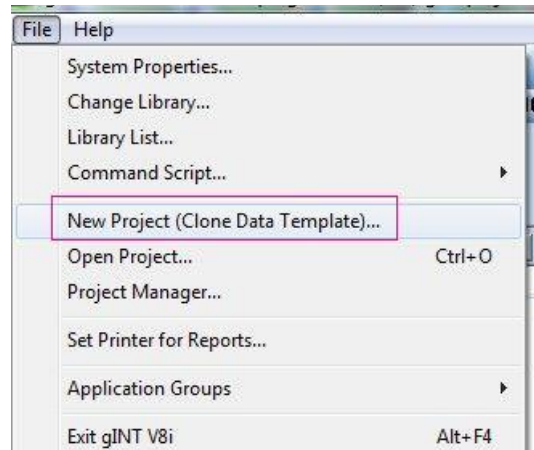 File Help
System Properties...
Change Library...
Library List...
Command Script...
New Project (Clone Data Template)...
Open Project... Ctrl+O
Project Manager...
Set Printer for Reports...
Application Groups
Exit gINT V8i Alt+F4